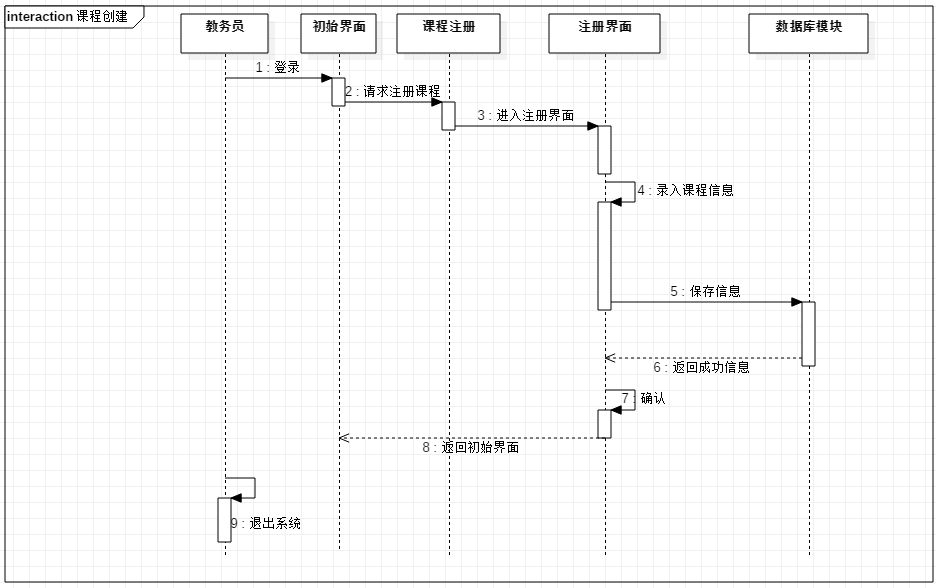 interaction 课程创建
教务员
初始界面
课程注册
注册界面
数据库模块
1 : 登录
2 : 请求注册课程
3 : 进入注册界面
4 : 录入课程信息
5 : 保存信息
6 : 返回成功信息
7 : 确认
8 : 返回初始界面
9 : 退出系统